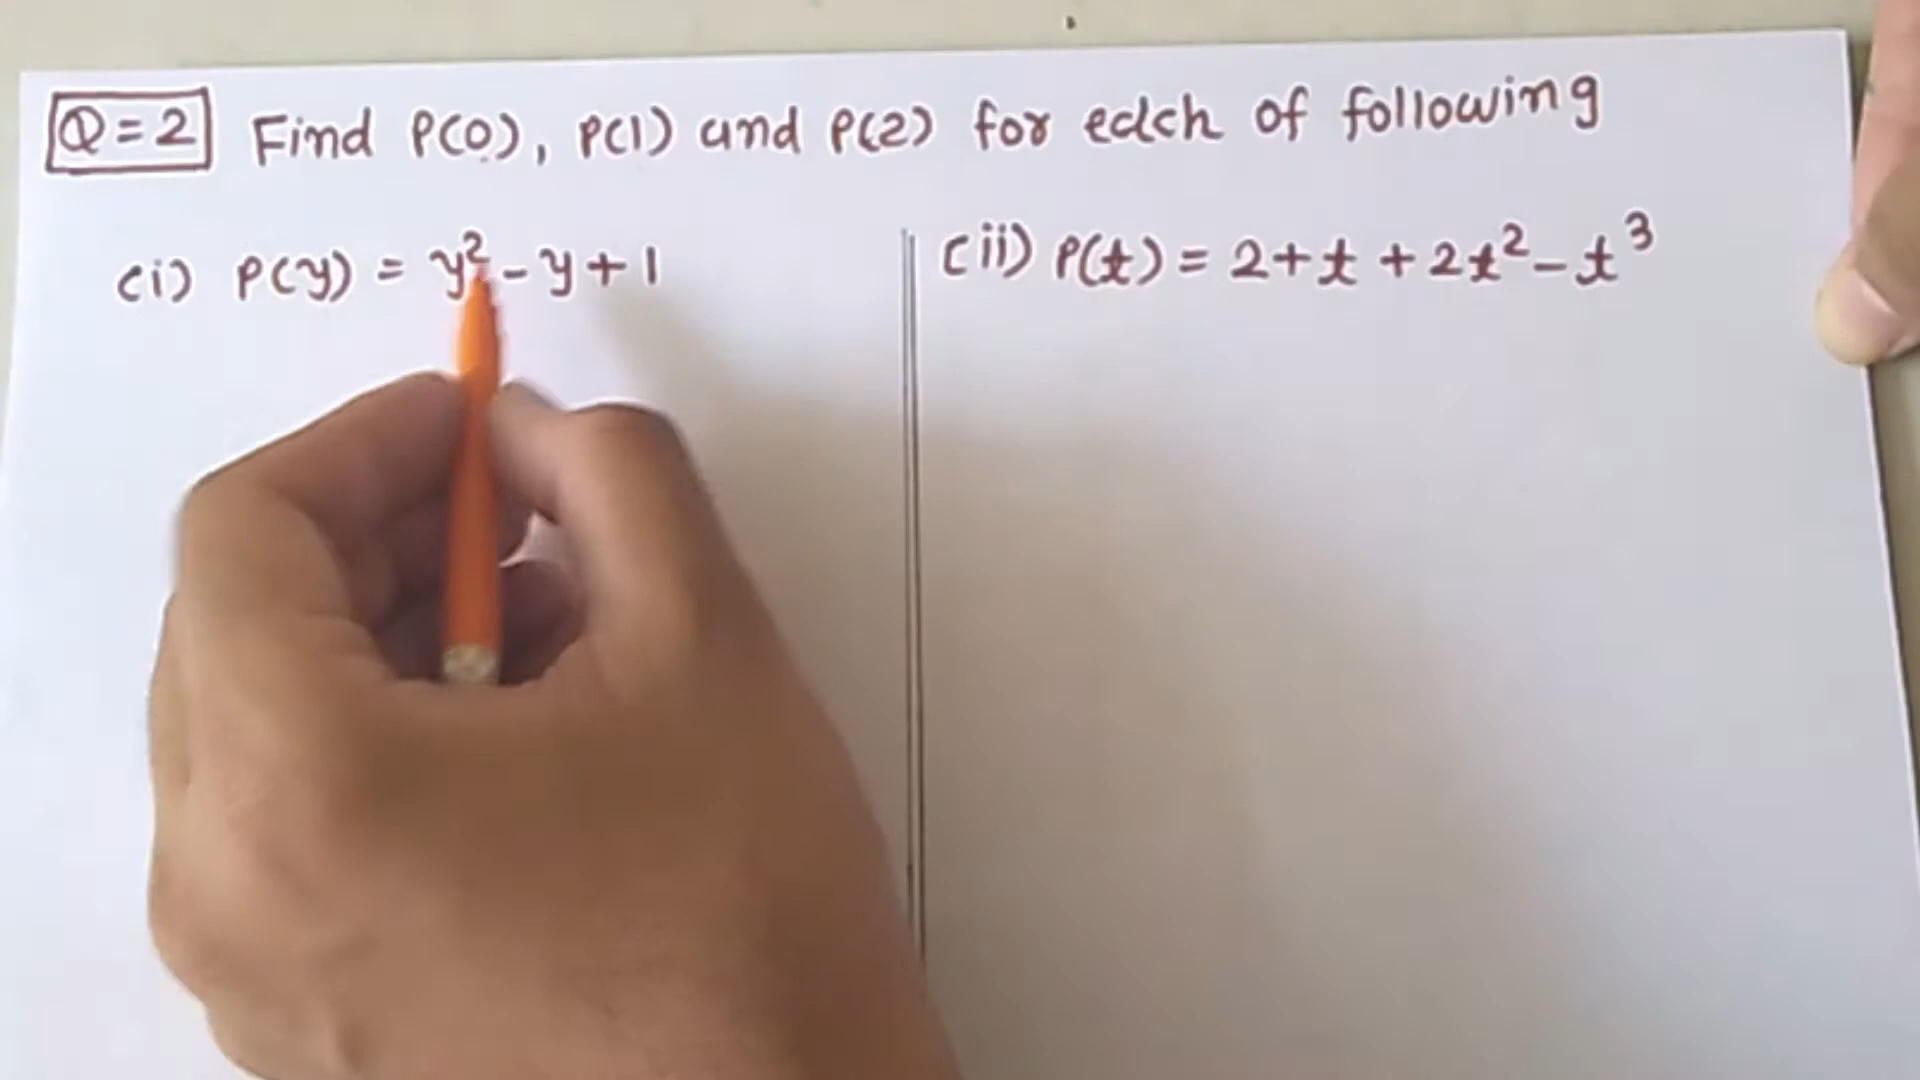 Q=2 Find P(0), P(1) and P(2) for each of following
(i) P(y) = y² - y + 1
(ii) P(t) = 2 + t + 2t² - t³